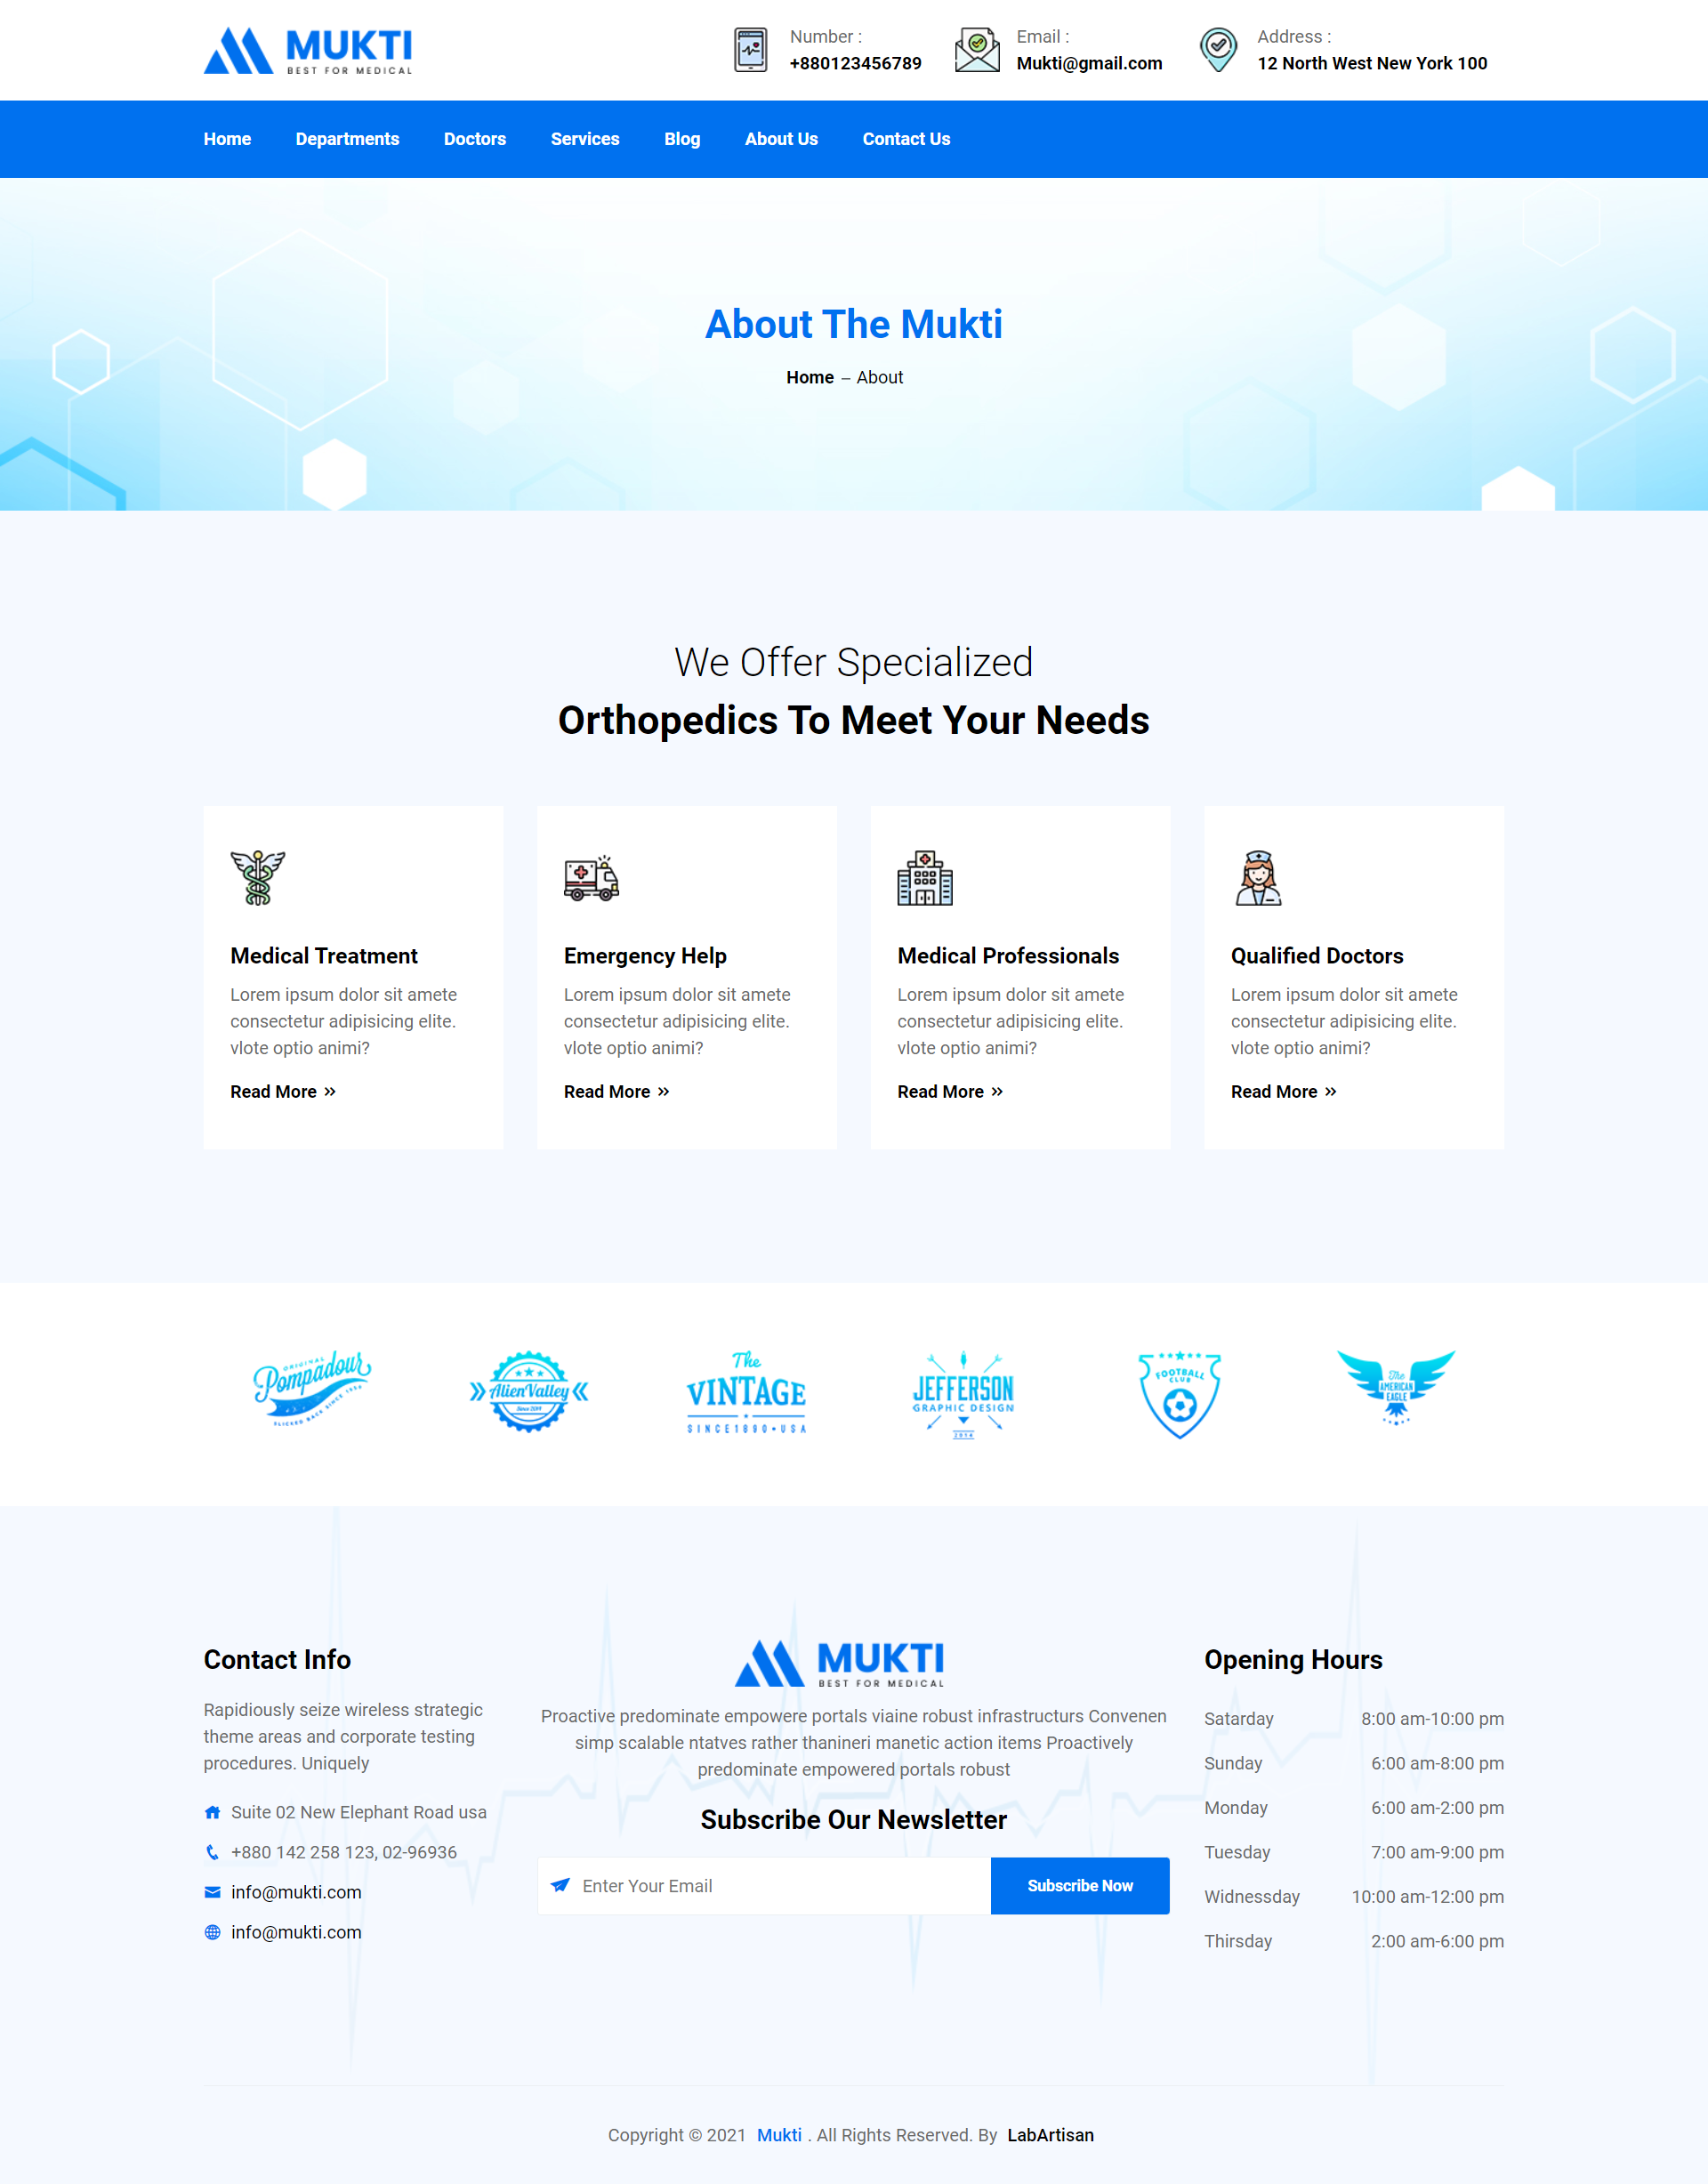 MUKTI
BEST FOR MEDICAL
Number :
+880123456789
Email :
Mukti@gmail.com
Address :
12 North West New York 100
Home Departments Doctors Services Blog About Us Contact Us
About The Mukti
Home – About
We Offer Specialized
Orthopedics To Meet Your Needs
Medical Treatment
Lorem ipsum dolor sit amete
consectetur adipisicing elite.
vlote optio animi?
Read More »
Emergency Help
Lorem ipsum dolor sit amete
consectetur adipisicing elite.
vlote optio animi?
Read More »
Medical Professionals
Lorem ipsum dolor sit amete
consectetur adipisicing elite.
vlote optio animi?
Read More »
Qualified Doctors
Lorem ipsum dolor sit amete
consectetur adipisicing elite.
vlote optio animi?
Read More »
ORIGINAL
Pompadour
SLICKED BACK SINCE 1950
AlienValley
Since 2014
The
VINTAGE
SINCE1890•USA
JEFFERSON
GRAPHIC DESIGN
2014
FOOTBALL
CLUB
The
AMERICAN
EAGLE
Contact Info
Rapidiously seize wireless strategic
theme areas and corporate testing
procedures. Uniquely
Suite 02 New Elephant Road usa
+880 142 258 123, 02-96936
info@mukti.com
info@mukti.com
MUKTI
BEST FOR MEDICAL
Proactive predominate empowere portals viaine robust infrastructurs Convenen
simp scalable ntatves rather thanineri manetic action items Proactively
predominate empowered portals robust
Subscribe Our Newsletter
Enter Your Email
Subscribe Now
Opening Hours
Satarday 8:00 am-10:00 pm
Sunday 6:00 am-8:00 pm
Monday 6:00 am-2:00 pm
Tuesday 7:00 am-9:00 pm
Widnessday 10:00 am-12:00 pm
Thirsday 2:00 am-6:00 pm
Copyright © 2021 Mukti . All Rights Reserved. By LabArtisan